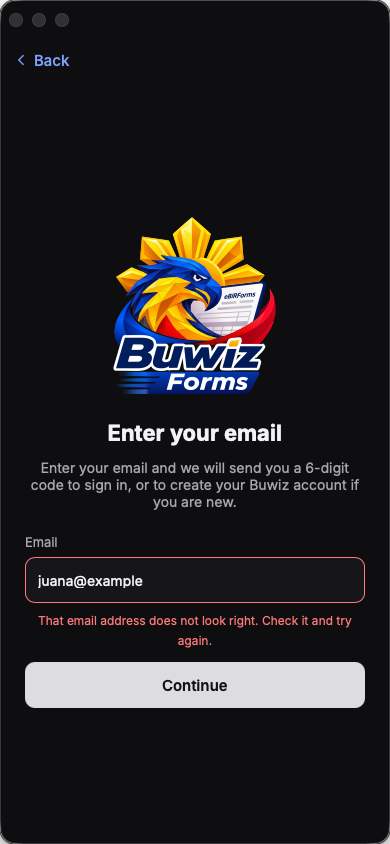 Back
eBIRForms
Buwiz
Forms
Enter your email
Enter your email and we will send you a 6-digit
code to sign in, or to create your Buwiz account if
you are new.
Email
juana@example
That email address does not look right. Check it and try
again.
Continue